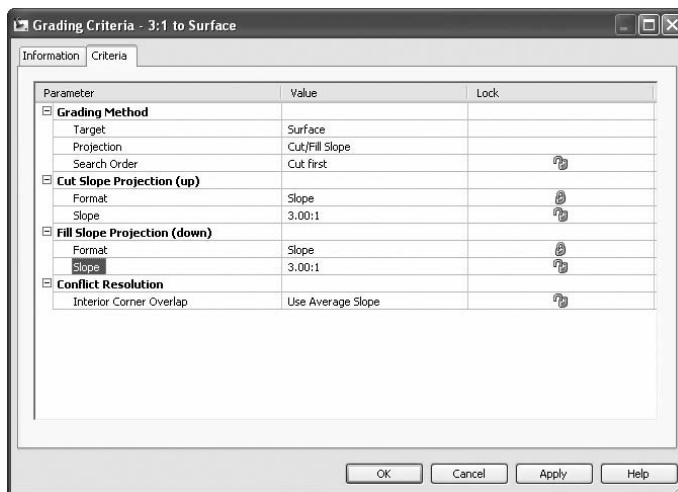 Grading Criteria - 3:1 to Surface
Information Criteria
Parameter Value Lock
Grading Method
Target Surface
Projection Cut/Fill Slope
Search Order Cut first
Cut Slope Projection (up)
Format Slope
Slope 3.00:1
Fill Slope Projection (down)
Format Slope
Slope 3.00:1
Conflict Resolution
Interior Corner Overlap Use Average Slope
OK Cancel Apply Help